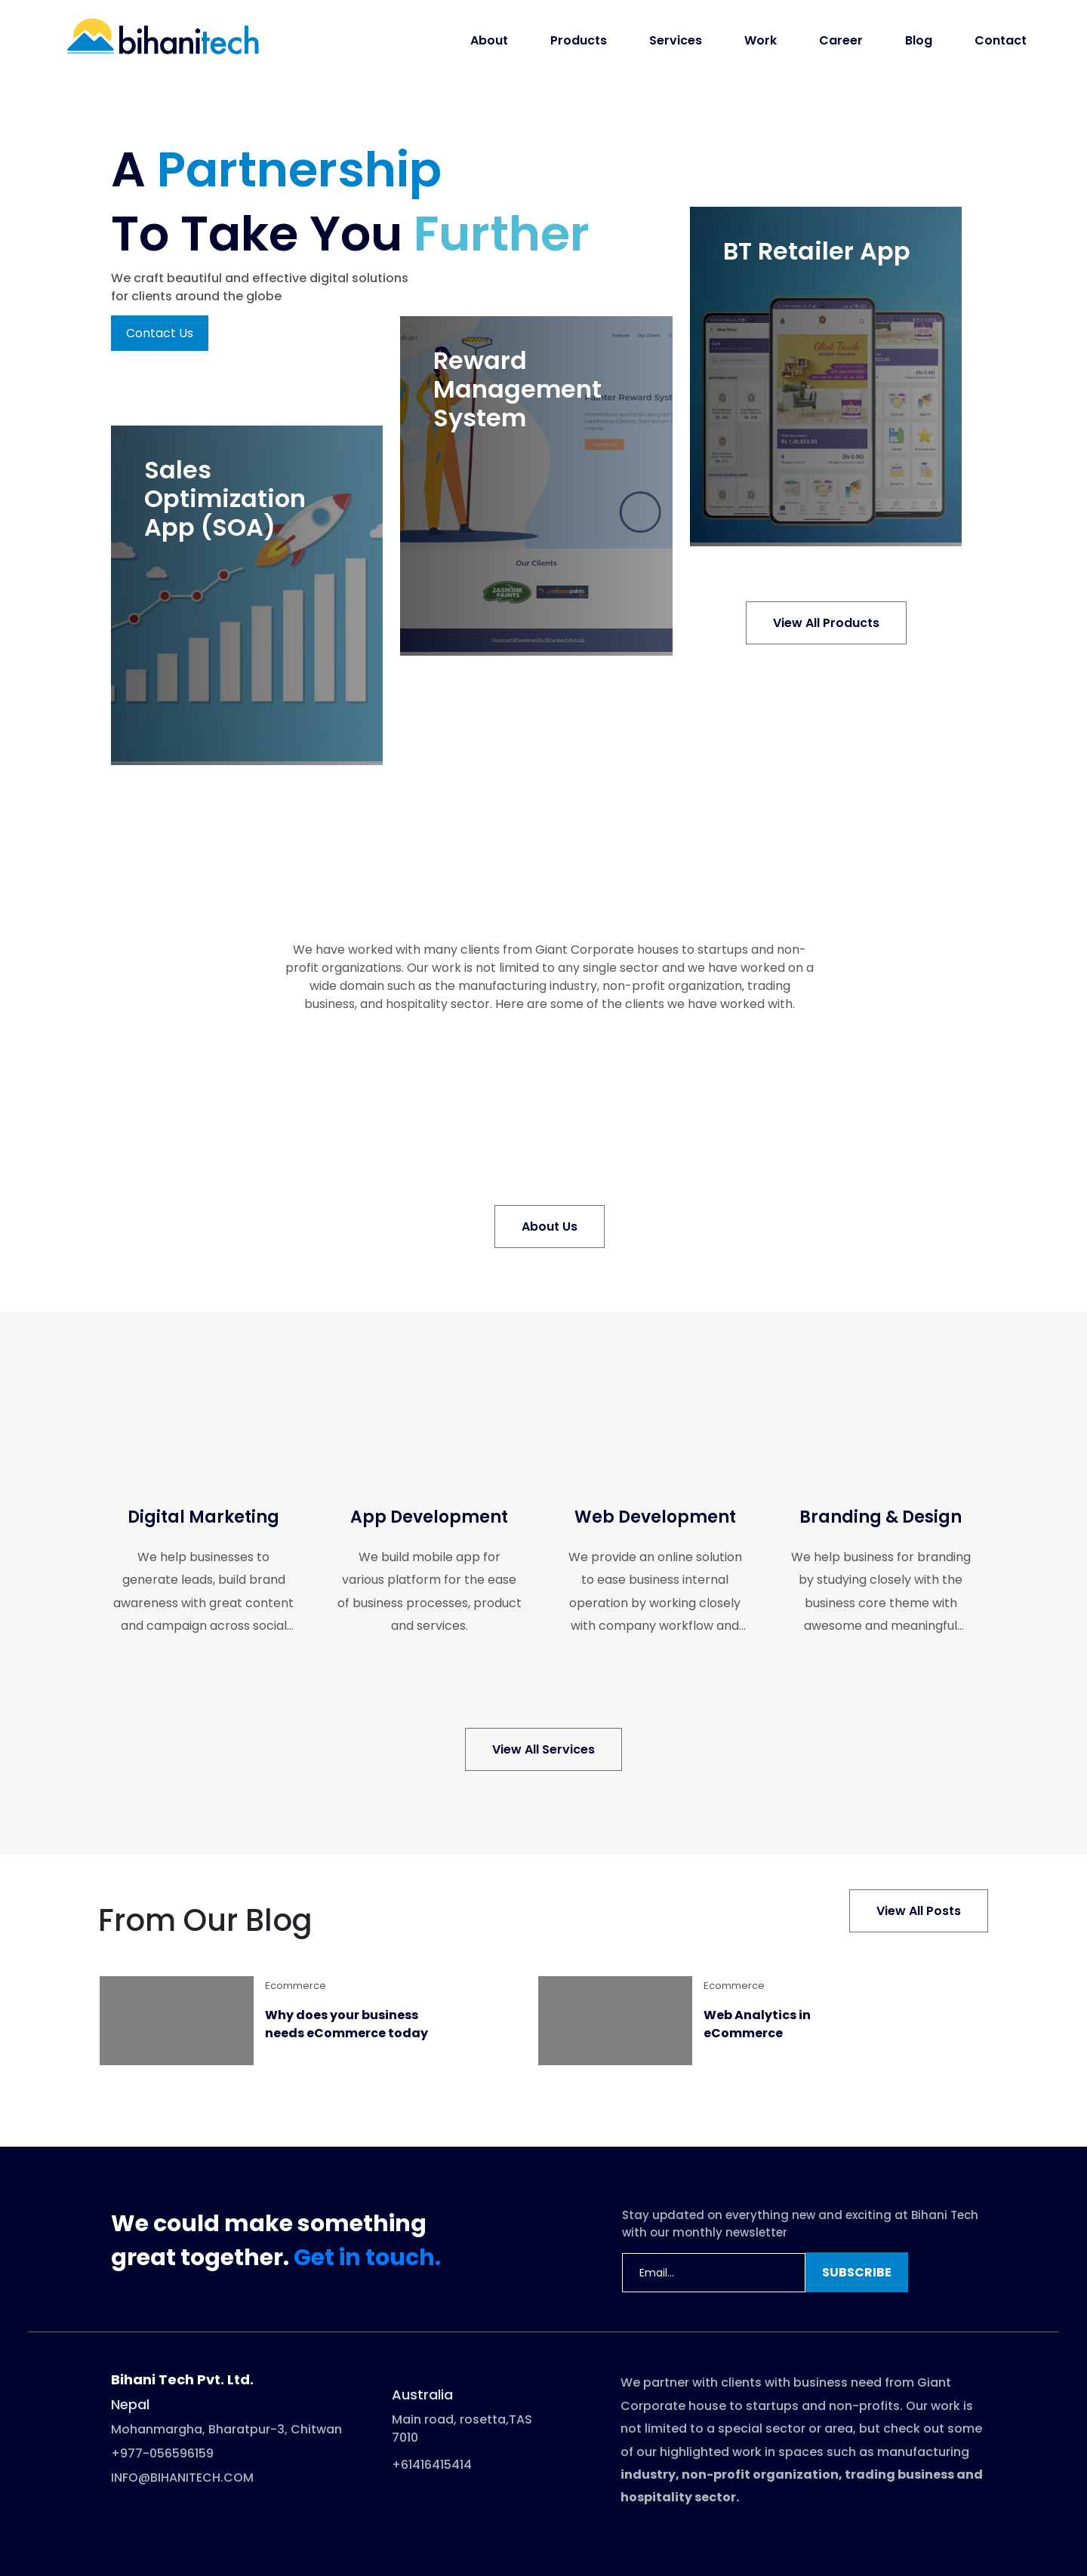 bihanitech
About Products Services Work Career Blog Contact
A Partnership
To Take You Further
We craft beautiful and effective digital solutions
for clients around the globe
Contact Us
BT Retailer App
Glint Touch
Reward
Management
System
Features Our Clients
Our Clients
JASMINE
PAINTS
Sales
Optimization
App (SOA)
View All Products
We have worked with many clients from Giant Corporate houses to startups and non-
profit organizations. Our work is not limited to any single sector and we have worked on a
wide domain such as the manufacturing industry, non-profit organization, trading
business, and hospitality sector. Here are some of the clients we have worked with.
About Us
Digital Marketing
We help businesses to
generate leads, build brand
awareness with great content
and campaign across social...
App Development
We build mobile app for
various platform for the ease
of business processes, product
and services.
Web Development
We provide an online solution
to ease business internal
operation by working closely
with company workflow and...
Branding & Design
We help business for branding
by studying closely with the
business core theme with
awesome and meaningful...
View All Services
From Our Blog
View All Posts
Ecommerce
Why does your business
needs eCommerce today
Ecommerce
Web Analytics in
eCommerce
We could make something
great together. Get in touch.
Stay updated on everything new and exciting at Bihani Tech
with our monthly newsletter
Email...
SUBSCRIBE
Bihani Tech Pvt. Ltd.
Nepal
Mohanmargha, Bharatpur-3, Chitwan
+977-056596159
INFO@BIHANITECH.COM
Australia
Main road, rosetta,TAS
7010
+61416415414
We partner with clients with business need from Giant
Corporate house to startups and non-profits. Our work is
not limited to a special sector or area, but check out some
of our highlighted work in spaces such as manufacturing
industry, non-profit organization, trading business and
hospitality sector.